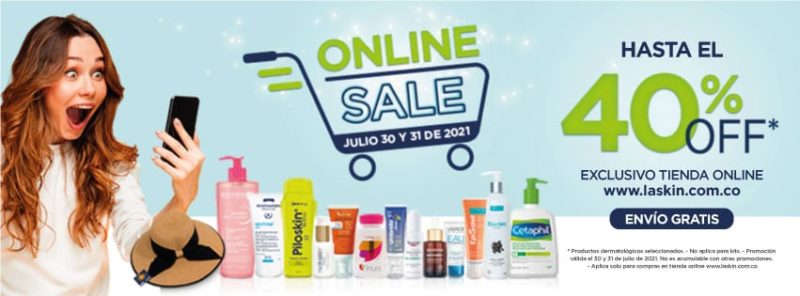 ONLINE
SALE
JULIO 30 Y 31 DE 2021
HASTA EL
40%
OFF*
EXCLUSIVO TIENDA ONLINE
www.laskin.com.co
ENVÍO GRATIS
* Productos dermatológicos seleccionados. - No aplica para kits. - Promoción
válida el 30 y 31 de julio de 2021. No es acumulable con otras promociones.
- Aplica solo para compras en tienda online www.laskin.com.co
Piloskin
EAU
Cetaphil